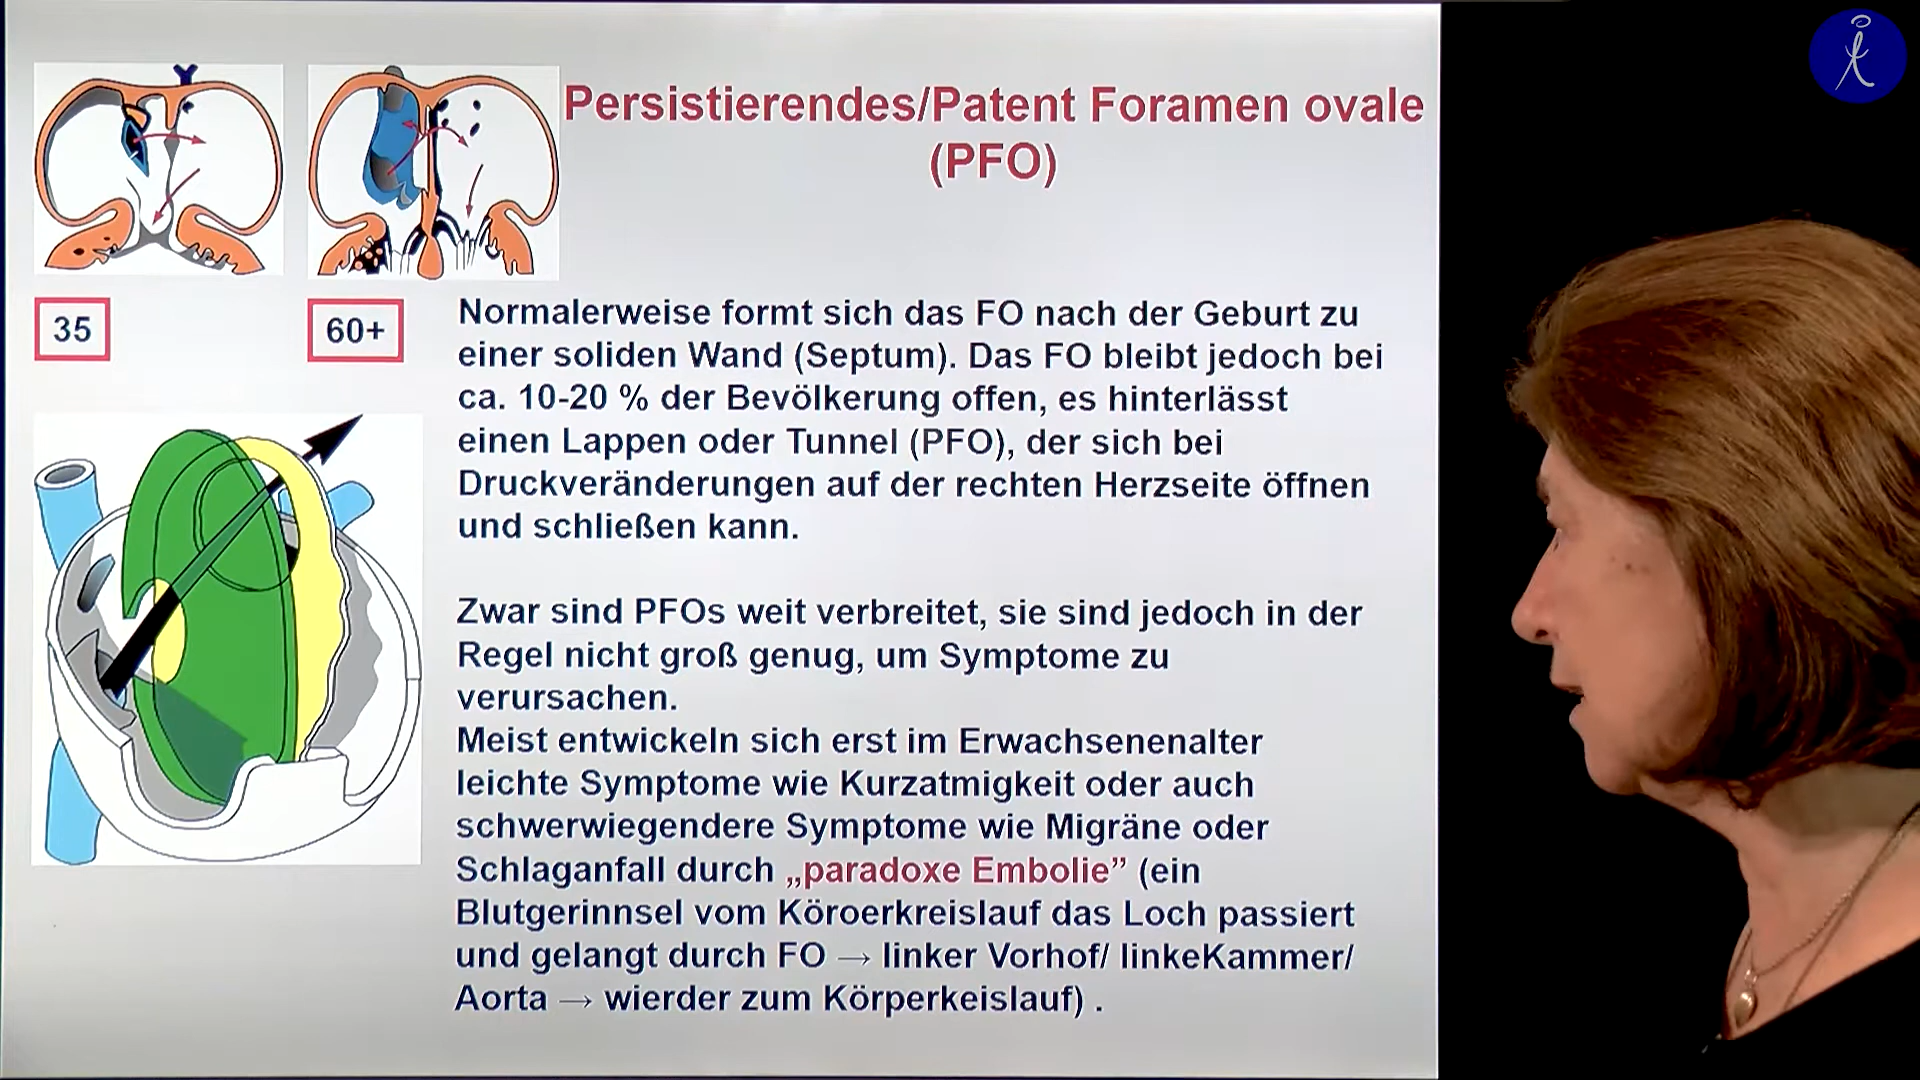 Persistierendes/Patent Foramen ovale
(PFO)
35
60+
Normalerweise formt sich das FO nach der Geburt zu
einer soliden Wand (Septum). Das FO bleibt jedoch bei
ca. 10-20 % der Bevölkerung offen, es hinterlässt
einen Lappen oder Tunnel (PFO), der sich bei
Druckveränderungen auf der rechten Herzseite öffnen
und schließen kann.
Zwar sind PFOs weit verbreitet, sie sind jedoch in der
Regel nicht groß genug, um Symptome zu
verursachen.
Meist entwickeln sich erst im Erwachsenenalter
leichte Symptome wie Kurzatmigkeit oder auch
schwerwiegendere Symptome wie Migräne oder
Schlaganfall durch „paradoxe Embolie” (ein
Blutgerinnsel vom Köroerkreislauf das Loch passiert
und gelangt durch FO → linker Vorhof/ linkeKammer/
Aorta → wierder zum Körperkeislauf) .